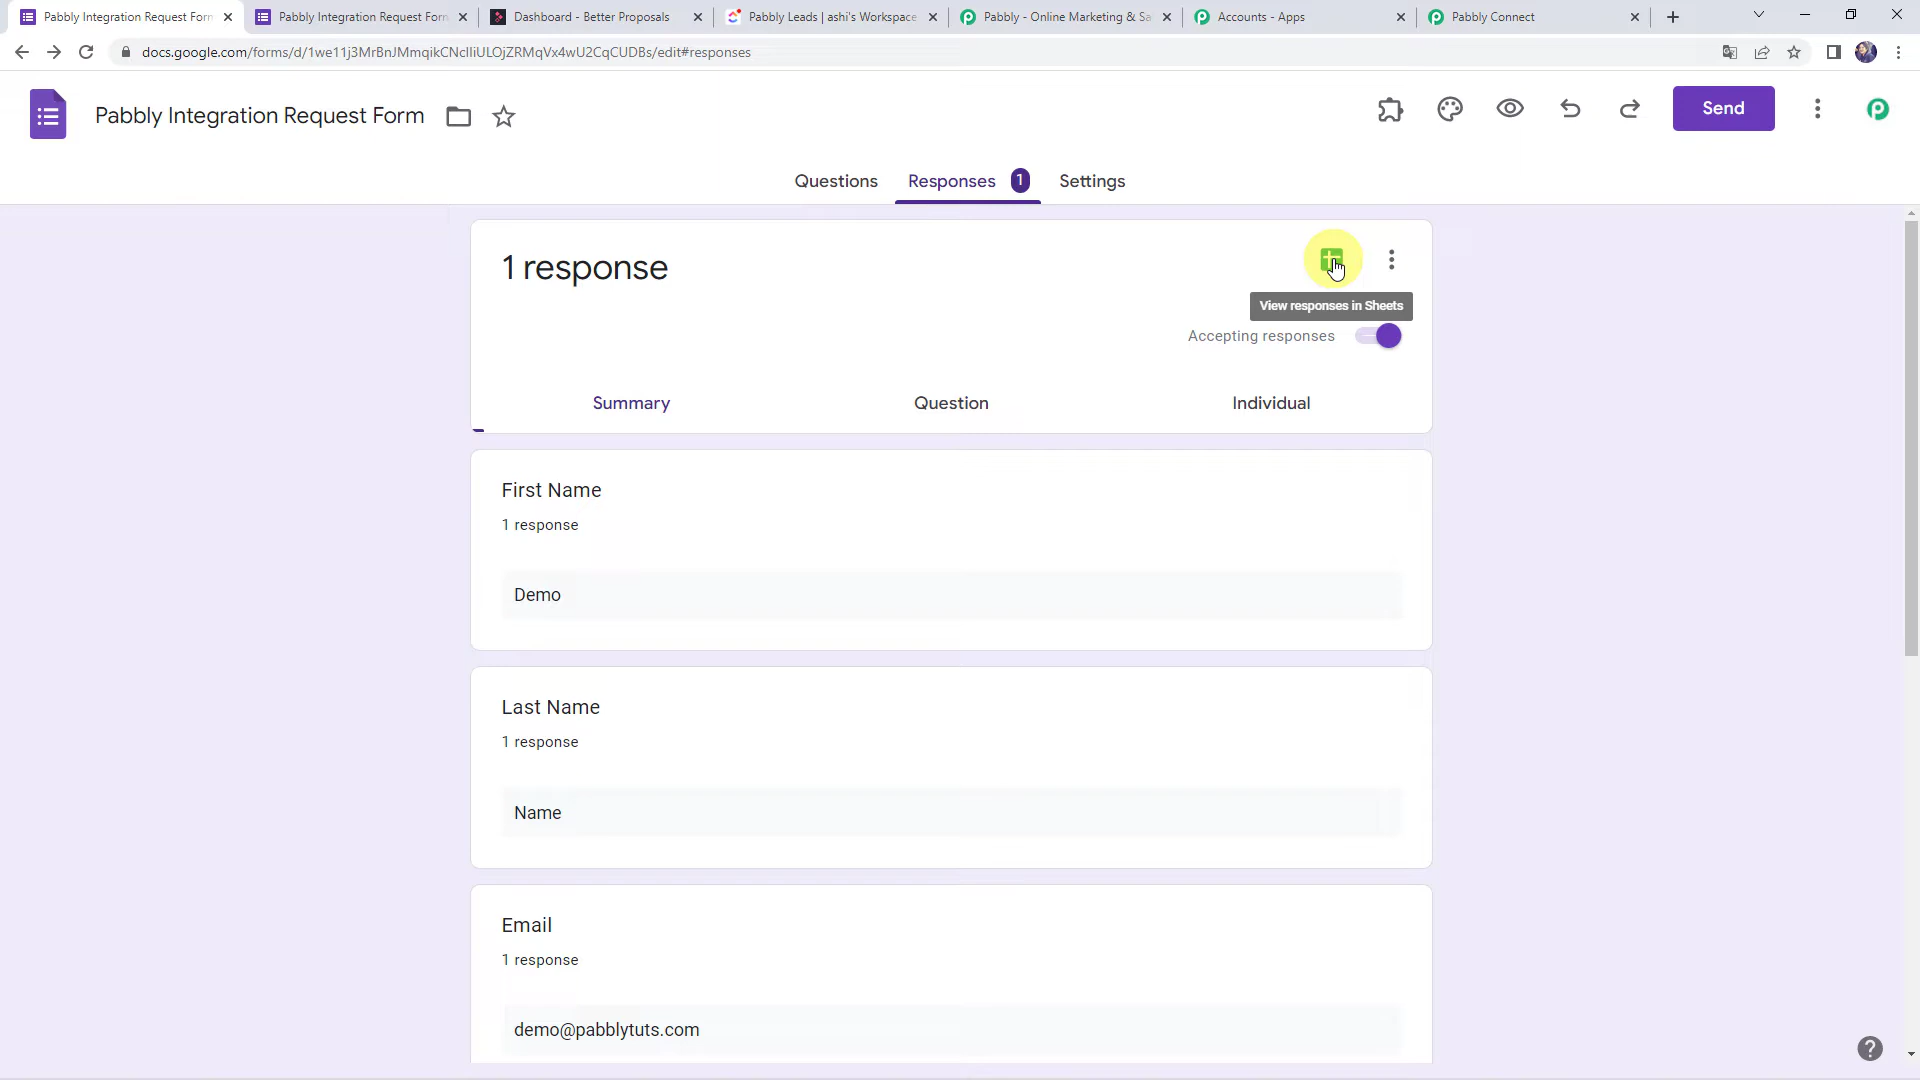 Pabbly Integration Request Form
Pabbly Integration Request Form
Dashboard - Better Proposals
Pabbly Leads | ashi's Workspace
Pabbly - Online Marketing & Sa
Accounts - Apps
Pabbly Connect
docs.google.com/forms/d/1we11j3MrBnJMmqikCNcIIiULOjZRMqVx4wU2CqCUDBs/edit#responses
Pabbly Integration Request Form
Send
Questions
Responses
1
Settings
1 response
View responses in Sheets
Accepting responses
Summary
Question
Individual
First Name
1 response
Demo
Last Name
1 response
Name
Email
1 response
demo@pabblytuts.com